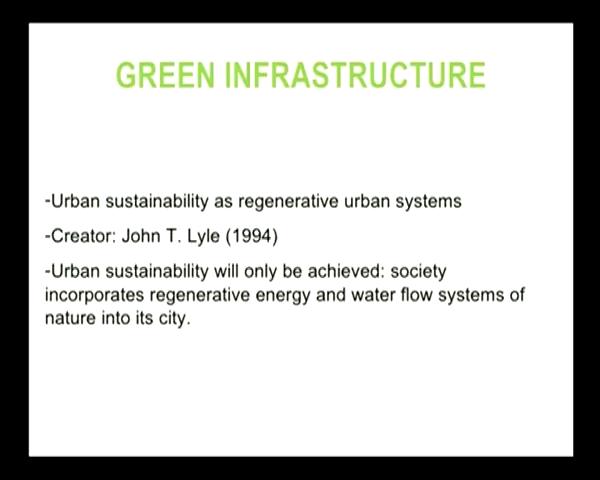 GREEN INFRASTRUCTURE
-Urban sustainability as regenerative urban systems
-Creator: John T. Lyle (1994)
-Urban sustainability will only be achieved: society
incorporates regenerative energy and water flow systems of
nature into its city.